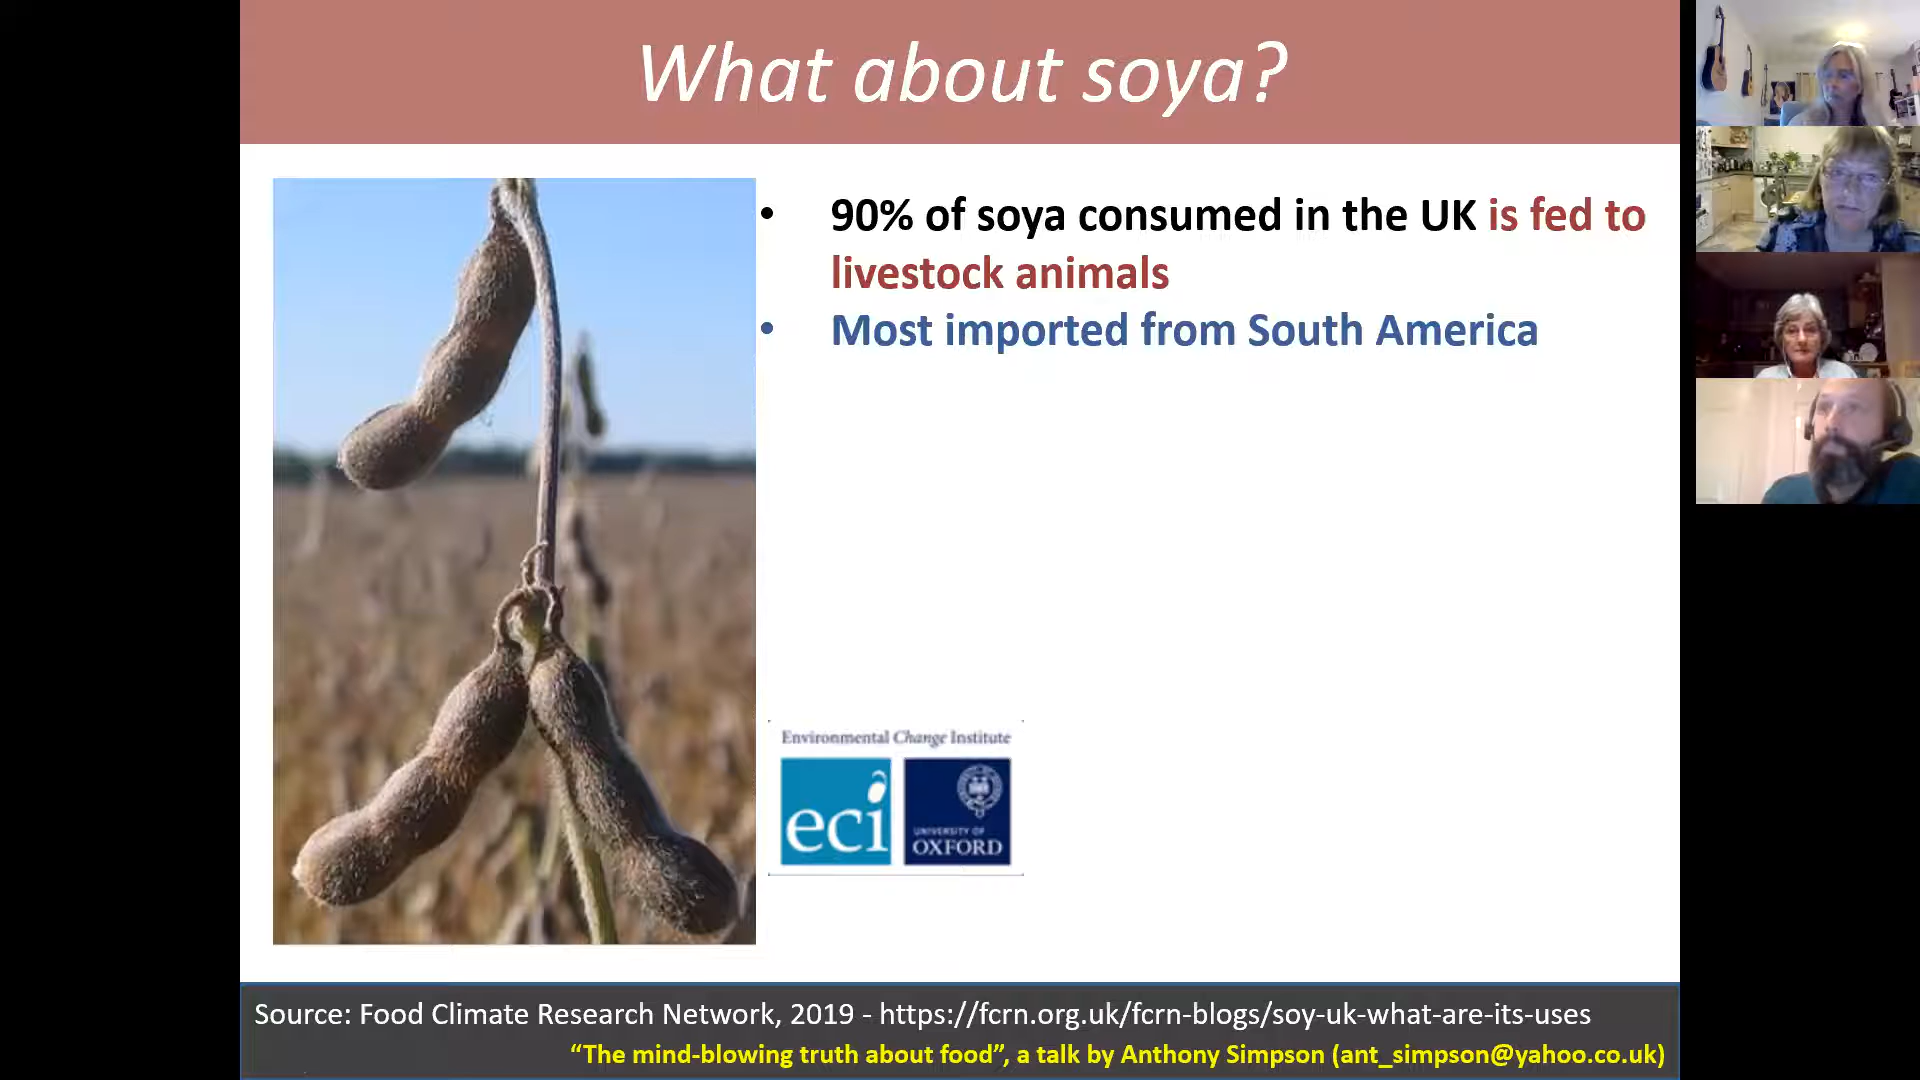 What about soya?
• 90% of soya consumed in the UK is fed to
livestock animals
• Most imported from South America
Environmental Change Institute
eci
UNIVERSITY OF
OXFORD
Source: Food Climate Research Network, 2019 - https://fcrn.org.uk/fcrn-blogs/soy-uk-what-are-its-uses
“The mind-blowing truth about food”, a talk by Anthony Simpson (ant_simpson@yahoo.co.uk)